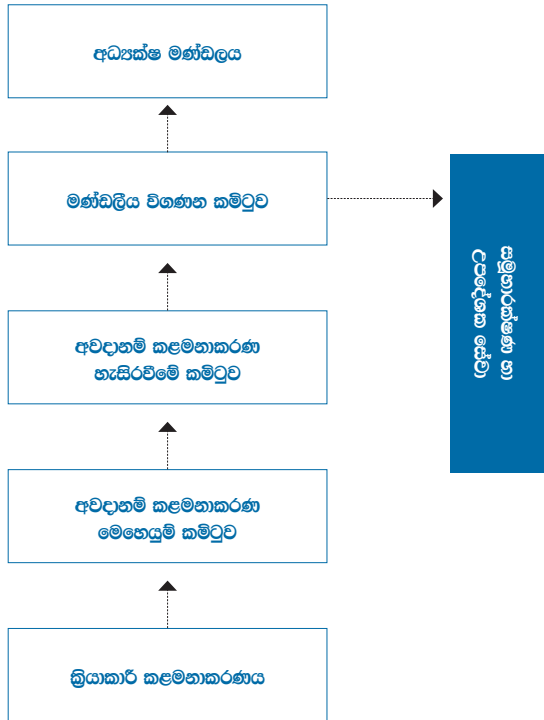 අධ්‍යක්ෂ මණ්ඩලය
මණ්ඩලීය විගණන කමිටුව
අවදානම් කළමනාකරණ
හැසිරවීමේ කමිටුව
අවදානම් කළමනාකරණ
මෙහෙයුම් කමිටුව
ක්‍රියාකාරී කළමනාකරණය